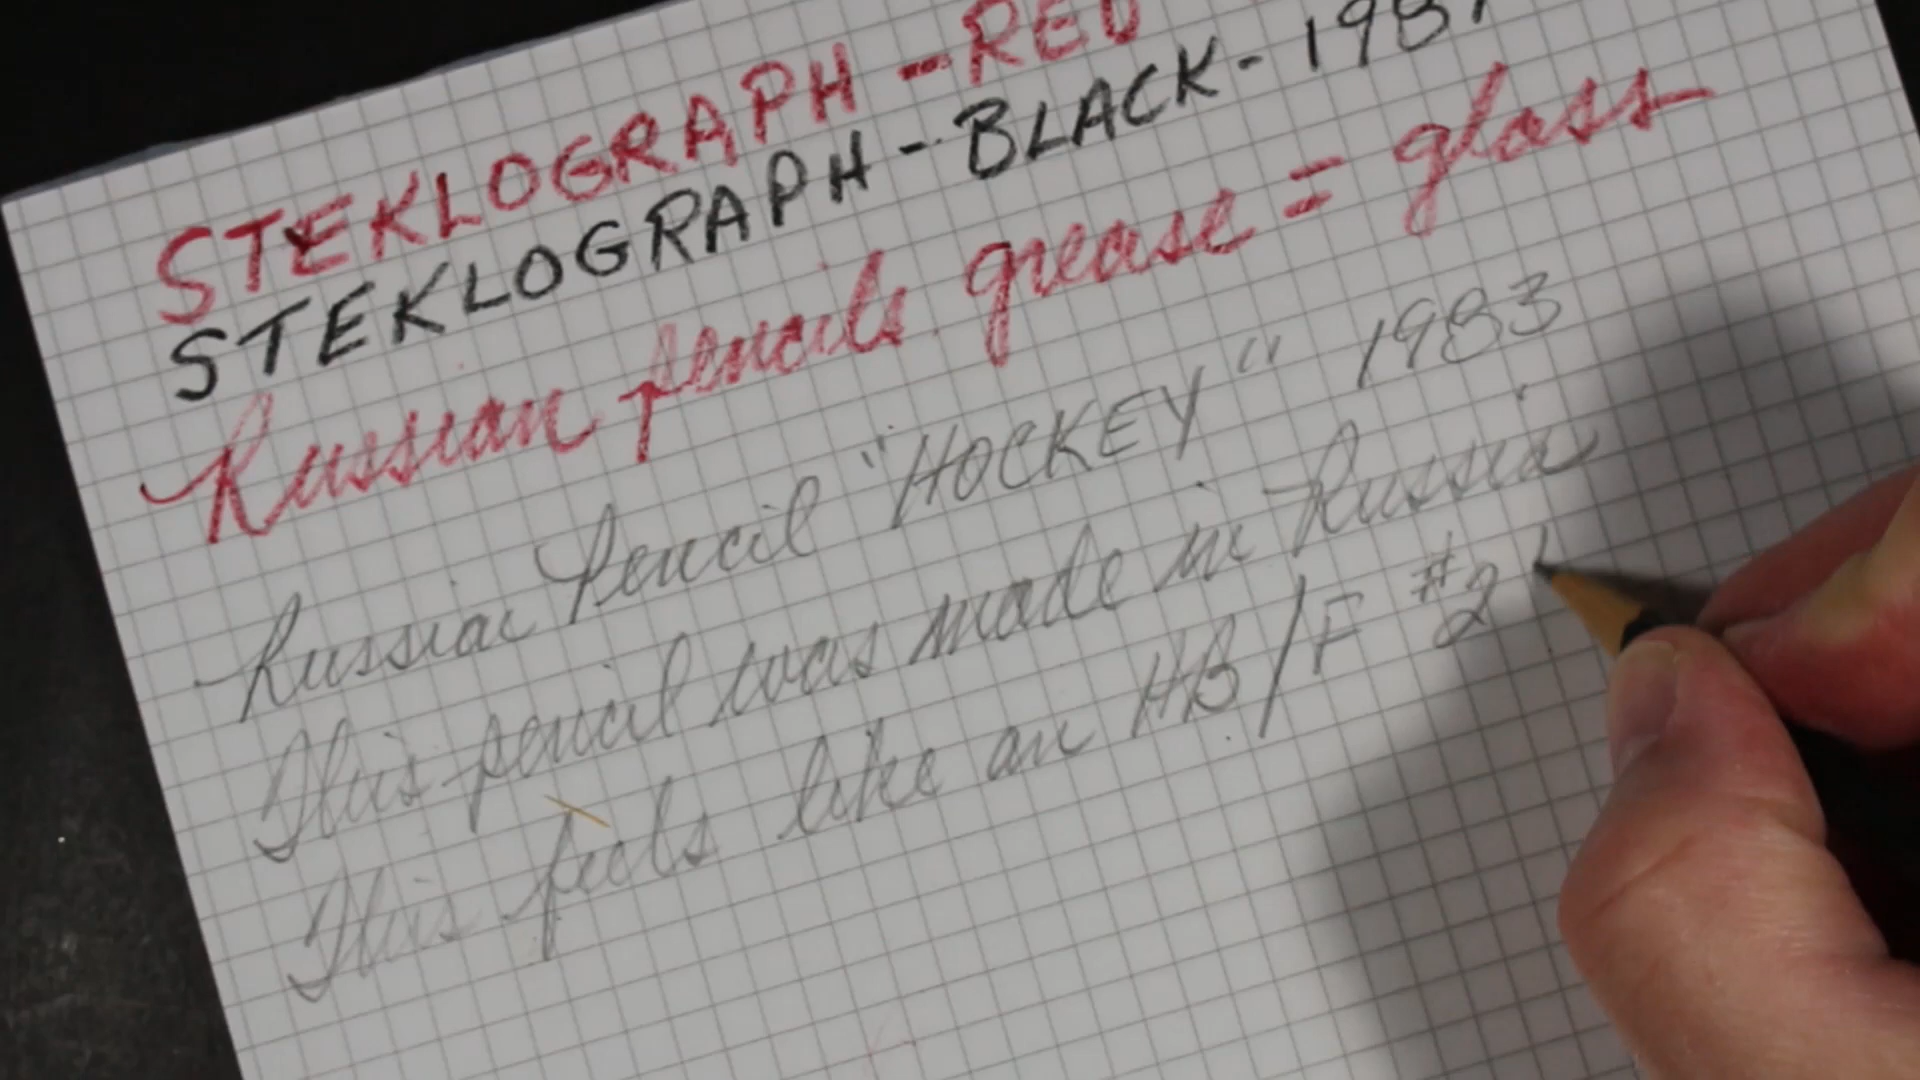 STEKLOGRAPH - RED
STEKLOGRAPH - BLACK - 1987
Russian pencils grease = glass
Russian Pencil "HOCKEY" 1983
This pencil was made in Russia
This feels like an HB/F #2